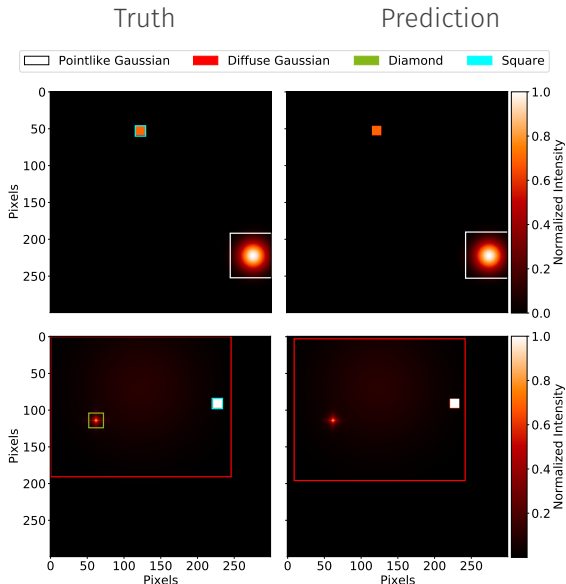 Truth
Prediction
Pointlike Gaussian
Diffuse Gaussian
Diamond
Square
0
50
100
150
200
250
Pixels
1.0
0.8
0.6
0.4
0.2
0.0
Normalized Intensity
0
50
100
150
200
250
Pixels
0
50
100
150
200
250
Pixels
0
50
100
150
200
250
Pixels
1.0
0.8
0.6
0.4
0.2
Normalized Intensity